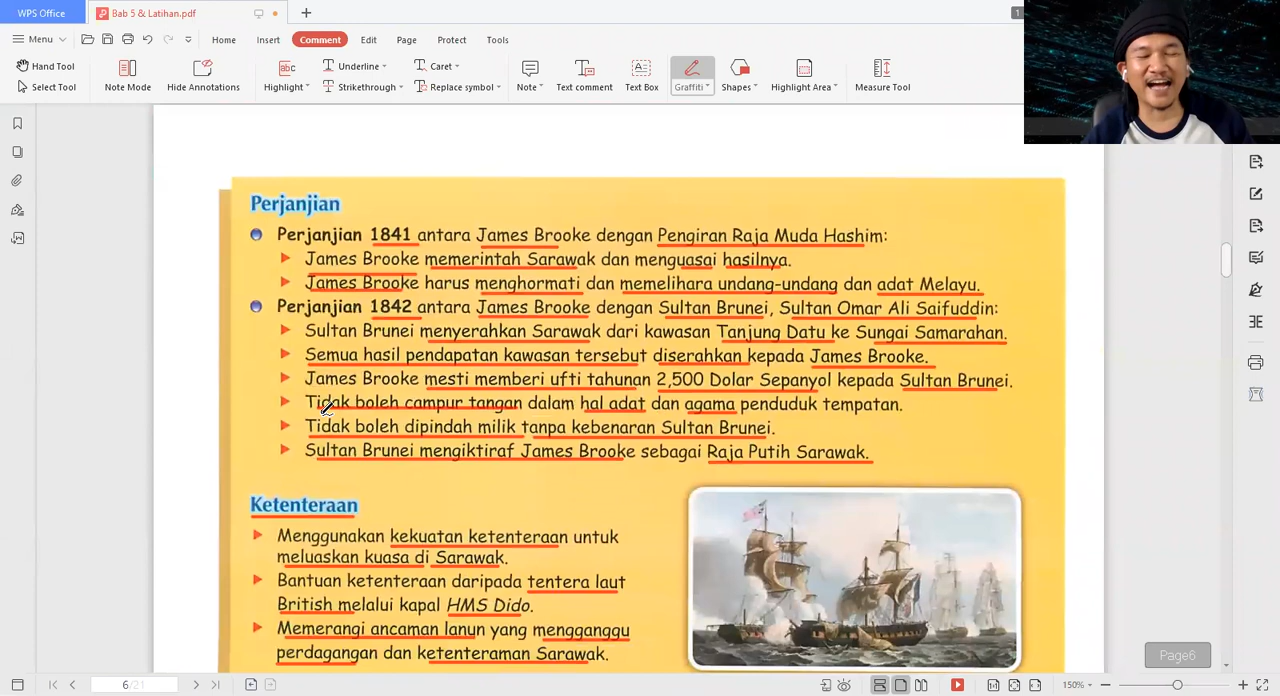 WPS Office
Bab 5 & Latihan.pdf
1
Menu
Home
Insert
Comment
Edit
Page
Protect
Tools
Hand Tool
Select Tool
Note Mode
Hide Annotations
Highlight
Underline
Strikethrough
Caret
Replace symbol
Note
Text comment
Text Box
Graffiti
Shapes
Highlight Area
Measure Tool
Perjanjian
Perjanjian 1841 antara James Brooke dengan Pengiran Raja Muda Hashim:
James Brooke memerintah Sarawak dan menguasai hasilnya.
James Brooke harus menghormati dan memelihara undang-undang dan adat Melayu.
Perjanjian 1842 antara James Brooke dengan Sultan Brunei, Sultan Omar Ali Saifuddin:
Sultan Brunei menyerahkan Sarawak dari kawasan Tanjung Datu ke Sungai Samarahan.
Semua hasil pendapatan kawasan tersebut diserahkan kepada James Brooke.
James Brooke mesti memberi ufti tahunan 2,500 Dolar Sepanyol kepada Sultan Brunei.
Tidak boleh campur tangan dalam hal adat dan agama penduduk tempatan.
Tidak boleh dipindah milik tanpa kebenaran Sultan Brunei.
Sultan Brunei mengiktiraf James Brooke sebagai Raja Putih Sarawak.
Ketenteraan
Menggunakan kekuatan ketenteraan untuk
meluaskan kuasa di Sarawak.
Bantuan ketenteraan daripada tentera laut
British melalui kapal HMS Dido.
Memerangi ancaman lanun yang mengganggu
perdagangan dan ketenteraman Sarawak.
Page6
6/21
150%